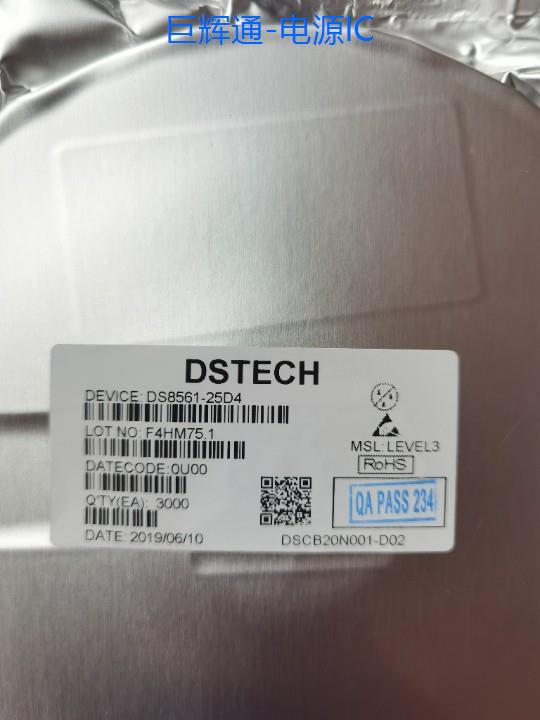 巨辉通-电源IC
DSTECH
DEVICE: DS8561-25D4
LOT NO: F4HM75.1
MSL: LEVEL3
DATECODE: 0U00
RoHS
Q'TY(EA): 3000
QA PASS 234
DATE: 2019/06/10
DSCB20N001-D02